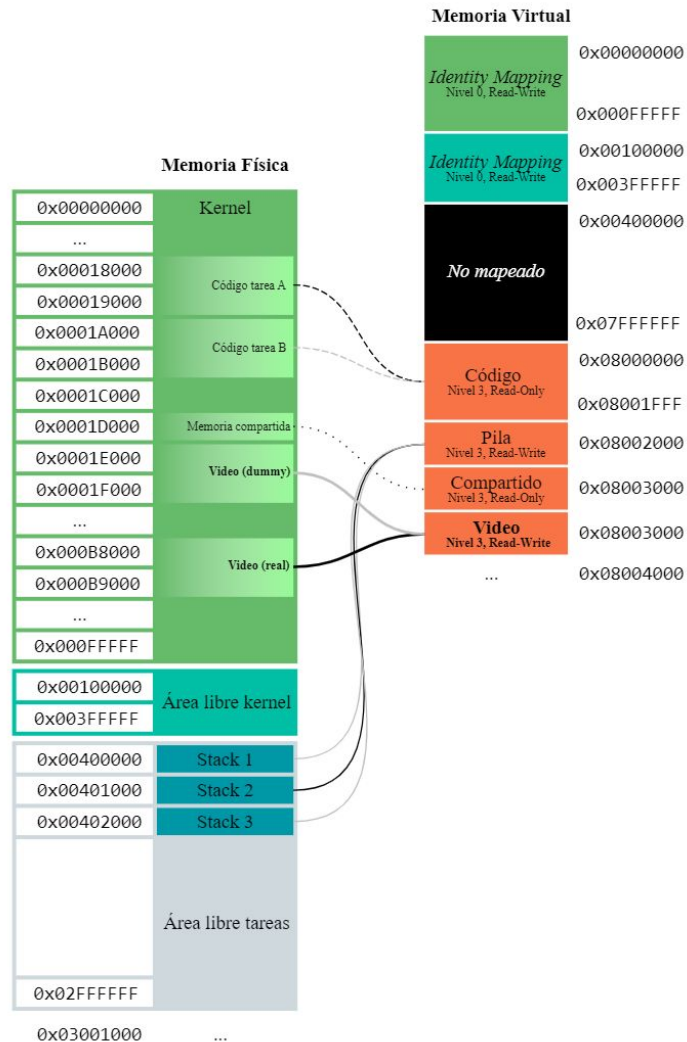 Memoria Virtual
Identity Mapping
Nivel 0, Read-Write
0x00000000
0x000FFFFF
Identity Mapping
Nivel 0, Read-Write
0x00100000
0x003FFFFF
No mapeado
0x00400000
0x07FFFFFF
Código
Nivel 3, Read-Only
0x08000000
0x08001FFF
Pila
Nivel 3, Read-Write
0x08002000
Compartido
Nivel 3, Read-Only
0x08003000
Video
Nivel 3, Read-Write
0x08003000
...
0x08004000
Memoria Física
0x00000000
Kernel
...
0x00018000
Código tarea A
0x00019000
0x0001A000
Código tarea B
0x0001B000
0x0001C000
0x0001D000
Memoria compartida
0x0001E000
Video (dummy)
0x0001F000
...
0x000B8000
Video (real)
0x000B9000
...
0x000FFFFF
0x00100000
Área libre kernel
0x003FFFFF
0x00400000
Stack 1
0x00401000
Stack 2
0x00402000
Stack 3
Área libre tareas
0x02FFFFFF
0x03001000
...